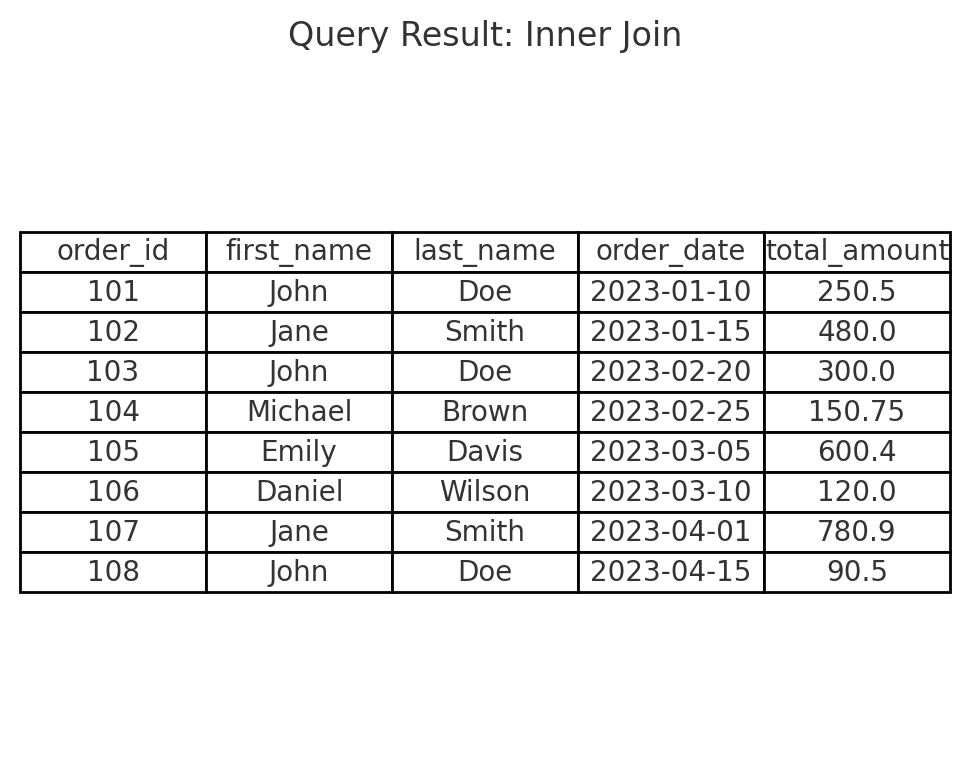 Query Result: Inner Join
order_id first_name last_name order_date total_amount
101 John Doe 2023-01-10 250.5
102 Jane Smith 2023-01-15 480.0
103 John Doe 2023-02-20 300.0
104 Michael Brown 2023-02-25 150.75
105 Emily Davis 2023-03-05 600.4
106 Daniel Wilson 2023-03-10 120.0
107 Jane Smith 2023-04-01 780.9
108 John Doe 2023-04-15 90.5